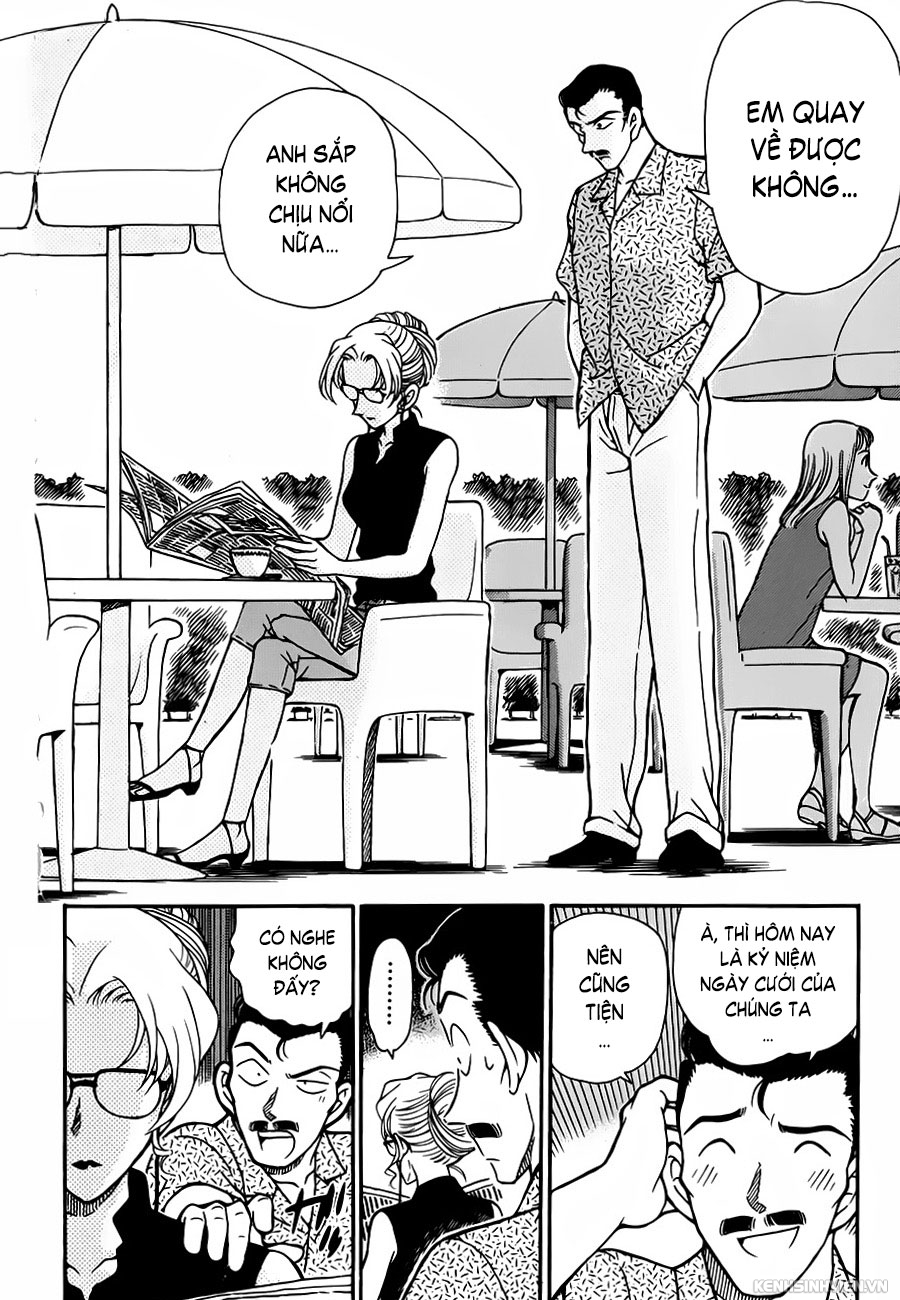 EM QUAY
VỀ ĐƯỢC
KHÔNG...
ANH SẮP
KHÔNG
CHỊU NỔI
NỮA...
À, THÌ HÔM NAY
LÀ KỶ NIỆM
NGÀY CƯỚI CỦA
CHÚNG TA
...
NÊN
CŨNG
TIỆN
...
.........
CÓ NGHE
KHÔNG
ĐẤY?
KENHSINHVIEN.VN